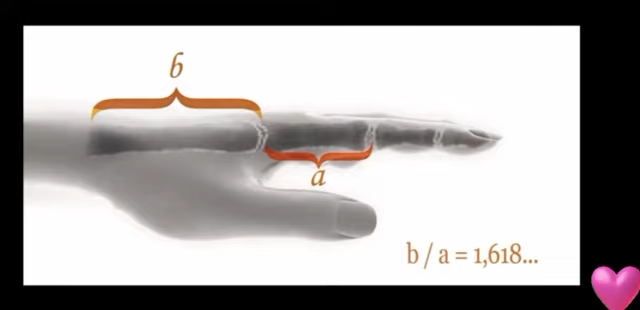 b
a
b / a = 1,618...